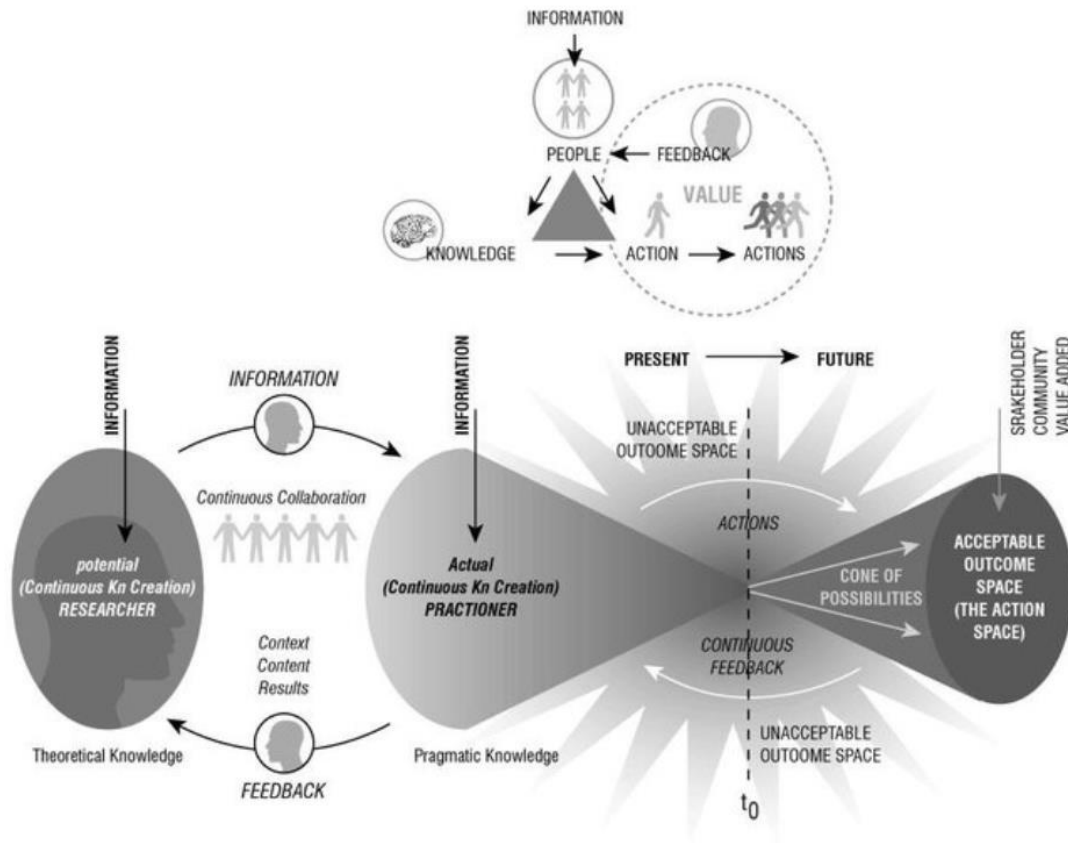 INFORMATION
PEOPLE
FEEDBACK
VALUE
KNOWLEDGE
ACTION
ACTIONS
INFORMATION
INFORMATION
Continuous Collaboration
potential
(Continuous Kn Creation)
RESEARCHER
Context
Content
Results
Theoretical Knowledge
FEEDBACK
INFORMATION
Actual
(Continuous Kn Creation)
PRACTIONER
Pragmatic Knowledge
PRESENT
FUTURE
UNACCEPTABLE
OUTOOME SPACE
ACTIONS
CONE OF
POSSIBILITIES
CONTINUOUS
FEEDBACK
UNACCEPTABLE
OUTOOME SPACE
t0
SRAKEHOLDER
COMMUNITY
VALUE ADDED
ACCEPTABLE
OUTCOME
SPACE
(THE ACTION
SPACE)